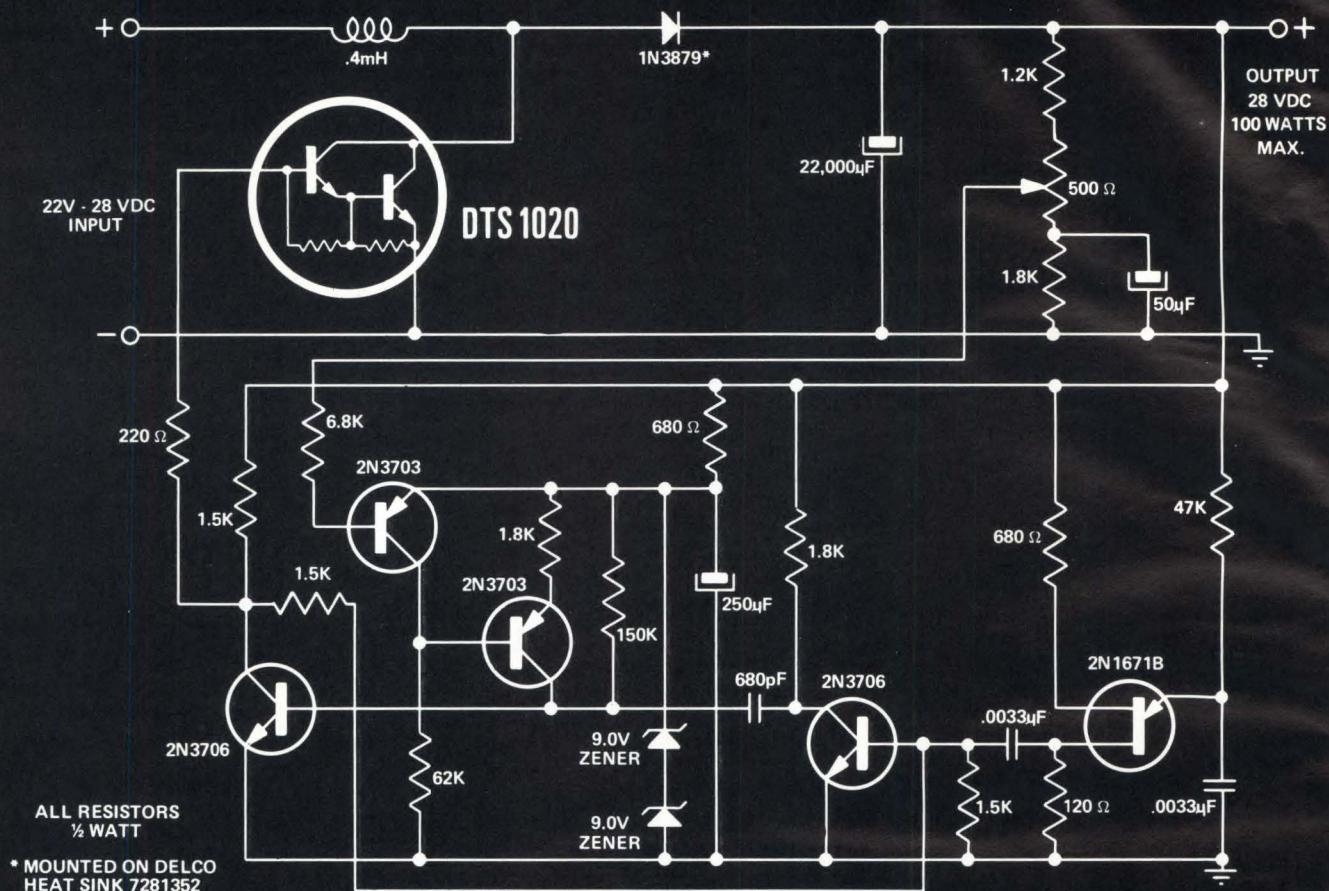 +
.4mH
1N3879*
+
OUTPUT
28 VDC
100 WATTS
MAX.
1.2K
22,000µF
500 Ω
22V - 28 VDC
INPUT
DTS 1020
1.8K
50µF
−
220 Ω
6.8K
680 Ω
2N3703
1.5K
1.8K
1.8K
680 Ω
47K
1.5K
2N3703
250µF
150K
2N1671B
680pF
2N3706
.0033µF
2N3706
9.0V
ZENER
62K
9.0V
ZENER
1.5K
120 Ω
.0033µF
ALL RESISTORS
½ WATT
* MOUNTED ON DELCO
HEAT SINK 7281352